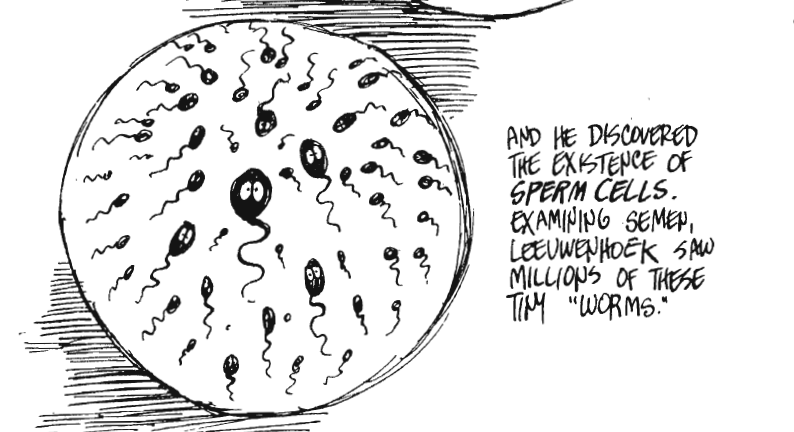 AND HE DISCOVERED
THE EXISTENCE OF
SPERM CELLS.
EXAMINING SEMEN,
LEEUWENHOEK SAW
MILLIONS OF THESE
TINY "WORMS."